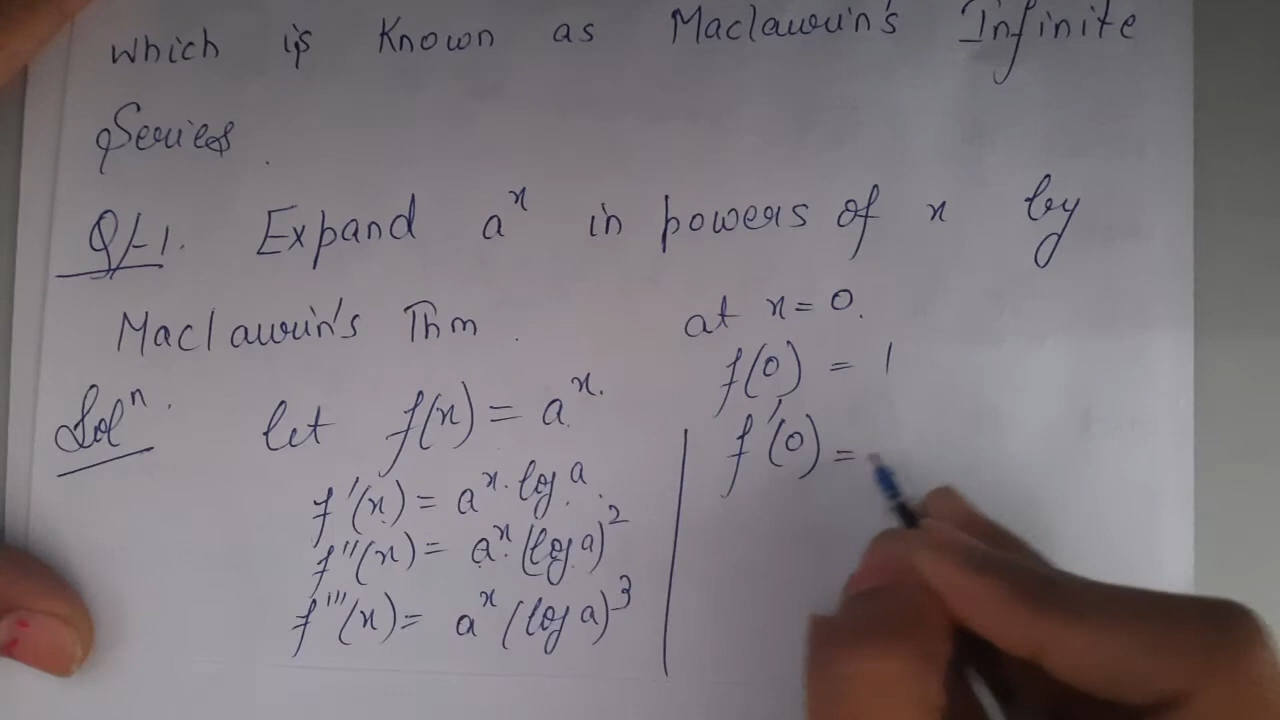 which is Known as Maclaurin's Infinite
Series.
Q/-1. Expand a^x in powers of x by
Maclaurin's Thm.
Sol^n. let f(x) = a^x.
f'(x) = a^x. log a.
f''(x) = a^x. (log a)^2
f'''(x) = a^x (log a)^3
at x = 0.
f(0) = 1
f'(0) =